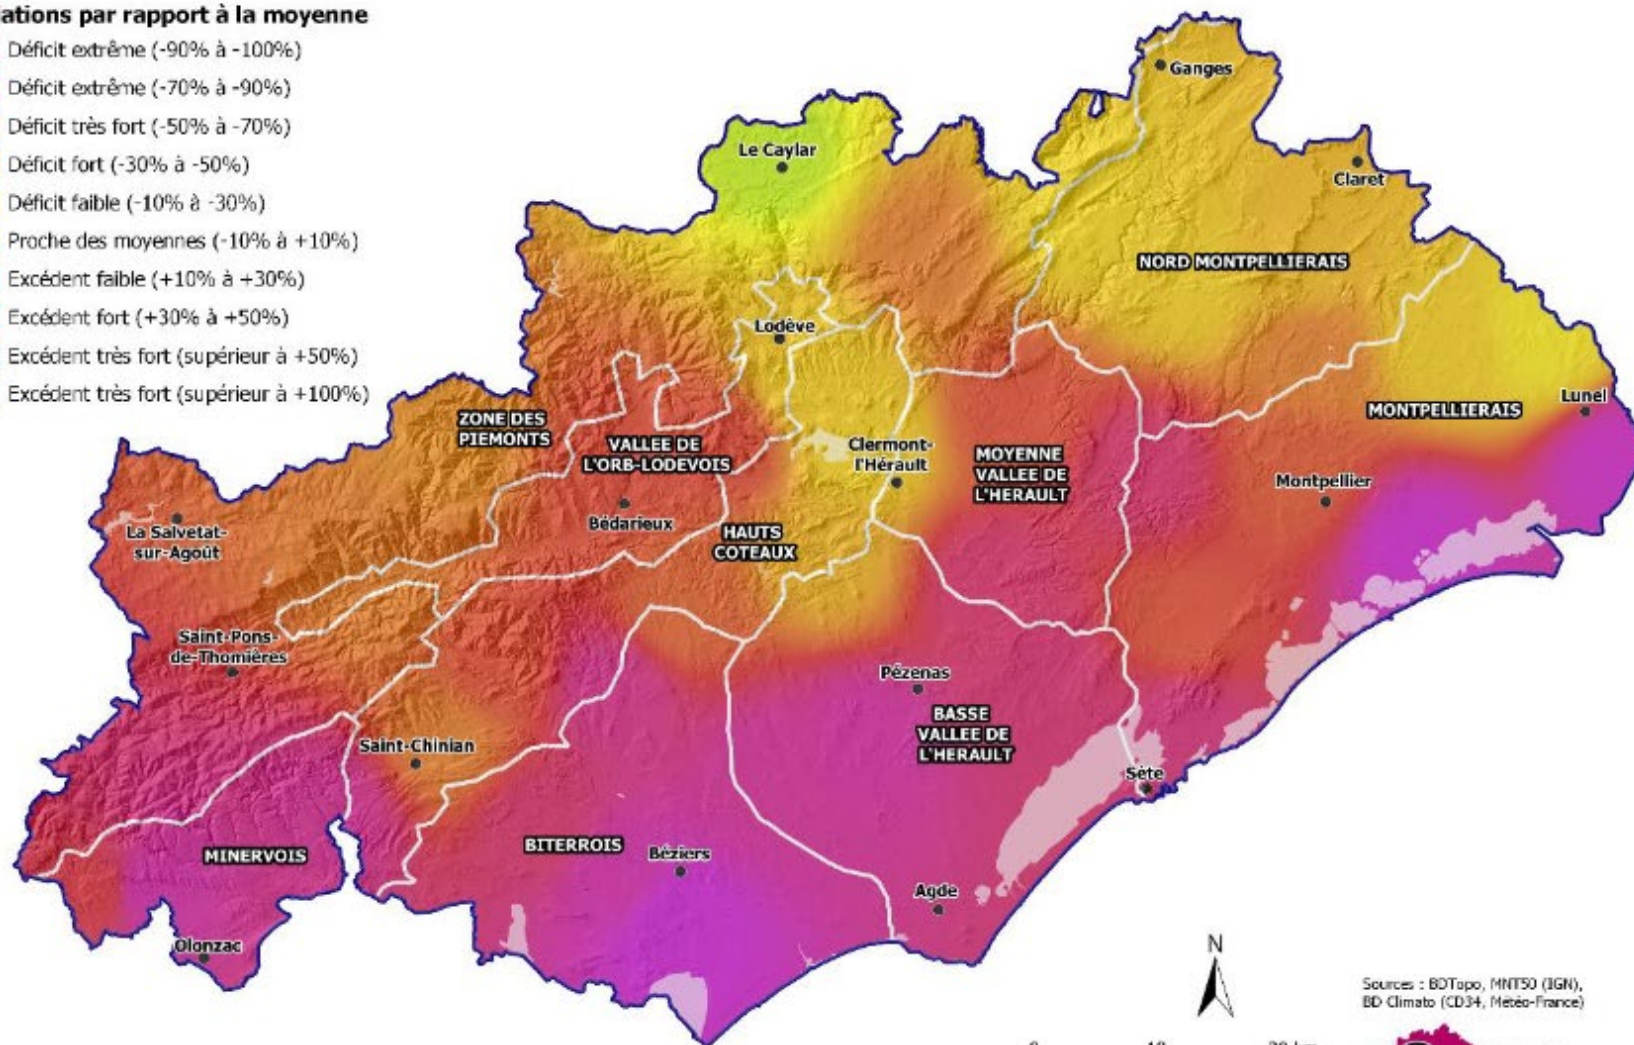 ations par rapport à la moyenne
Déficit extrême (-90% à -100%)
Déficit extrême (-70% à -90%)
Déficit très fort (-50% à -70%)
Déficit fort (-30% à -50%)
Déficit faible (-10% à -30%)
Proche des moyennes (-10% à +10%)
Excédent faible (+10% à +30%)
Excédent fort (+30% à +50%)
Excédent très fort (supérieur à +50%)
Excédent très fort (supérieur à +100%)
Ganges
Le Caylar
Claret
NORD MONTPELLIERAIS
Lodève
Lunel
MONTPELLIERAIS
ZONE DES
PIEMONTS
VALLEE DE
L'ORB-LODEVOIS
Clermont-
l'Hérault
MOYENNE
VALLEE DE
L'HERAULT
Montpellier
La Salvetat-
sur-Agoût
Bédarieux
HAUTS
COTEAUX
Saint-Pons-
de-Thomières
Pézenas
BASSE
VALLEE DE
L'HERAULT
Saint-Chinian
Sète
BITERROIS
Béziers
MINERVOIS
Agde
Olonzac
N
Sources : BDTopo, MNT50 (IGN),
BD Climato (CD34, Météo-France)